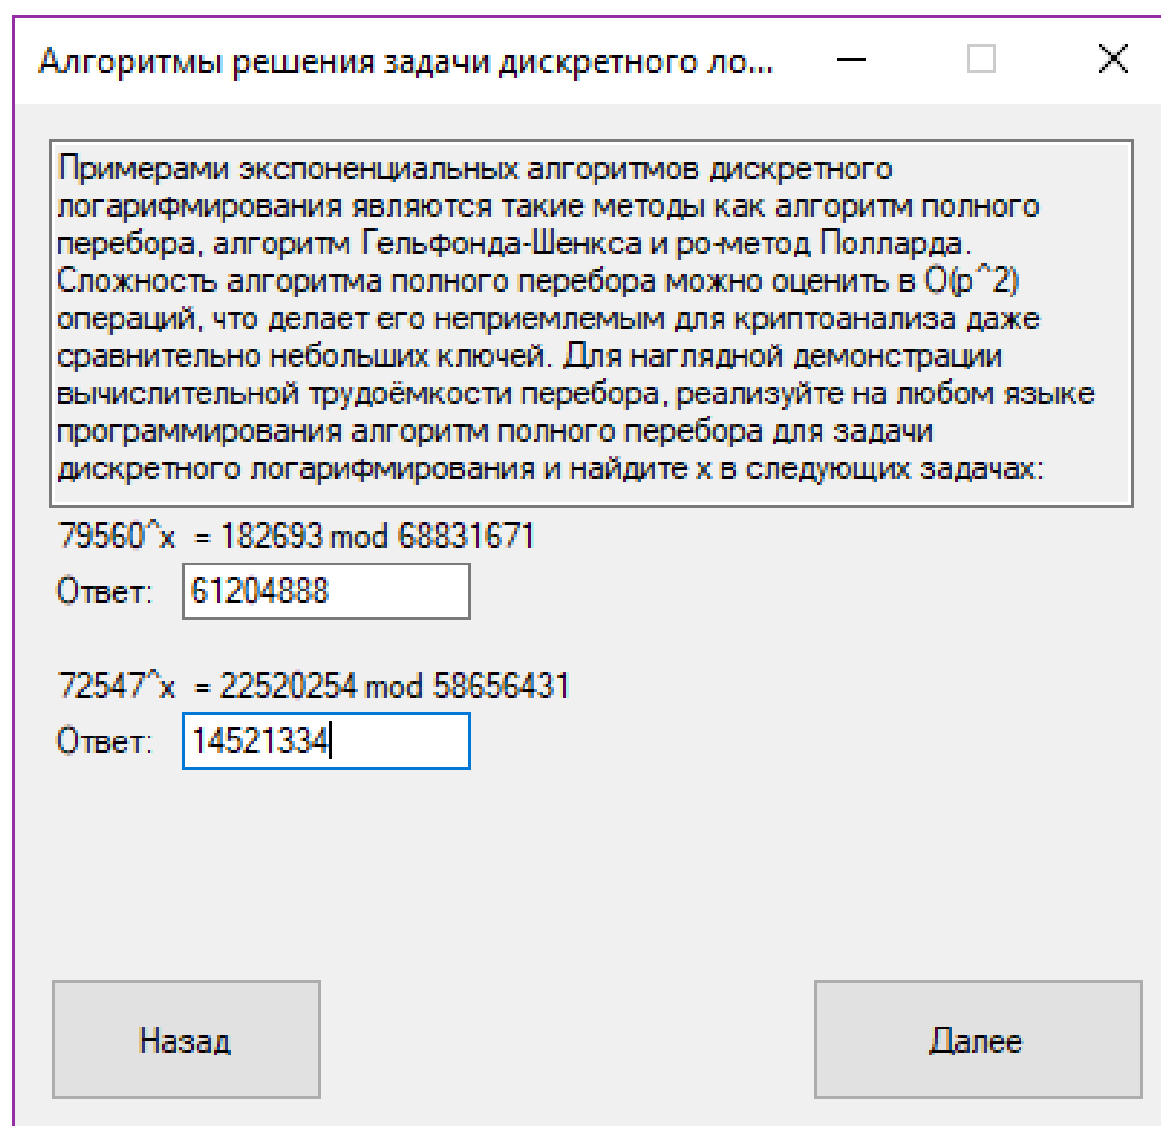 Алгоритмы решения задачи дискретного ло...
Примерами экспоненциальных алгоритмов дискретного
логарифмирования являются такие методы как алгоритм полного
перебора, алгоритм Гельфонда-Шенкса и ро-метод Полларда.
Сложность алгоритма полного перебора можно оценить в O(p^2)
операций, что делает его неприемлемым для криптоанализа даже
сравнительно небольших ключей. Для наглядной демонстрации
вычислительной трудоёмкости перебора, реализуйте на любом языке
программирования алгоритм полного перебора для задачи
дискретного логарифмирования и найдите x в следующих задачах:
79560^x = 182693 mod 68831671
Ответ: 61204888
72547^x = 22520254 mod 58656431
Ответ: 14521334
Назад Далее